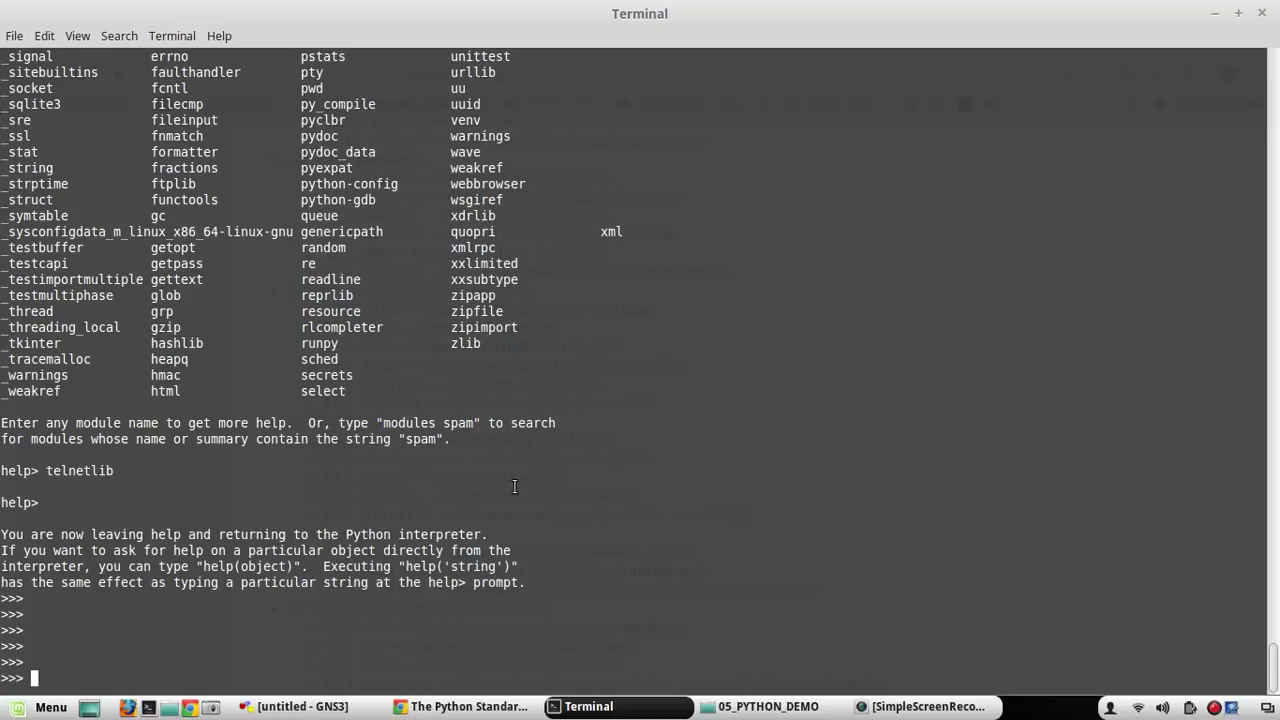 Terminal
File Edit View Search Terminal Help
_signal errno pstats unittest
_sitebuiltins faulthandler pty urllib
_socket fcntl pwd uu
_sqlite3 filecmp py_compile uuid
_sre fileinput pyclbr venv
_ssl fnmatch pydoc warnings
_stat formatter pydoc_data wave
_string fractions pyexpat weakref
_strptime ftplib python-config webbrowser
_struct functools python-gdb wsgiref
_symtable gc queue xdrlib
_sysconfigdata_m_linux_x86_64-linux-gnu genericpath quopri xml
_testbuffer getopt random xmlrpc
_testcapi getpass re xxlimited
_testimportmultiple gettext readline xxsubtype
_testmultiphase glob reprlib zipapp
_thread grp resource zipfile
_threading_local gzip rlcompleter zipimport
_tkinter hashlib runpy zlib
_tracemalloc heapq sched
_warnings hmac secrets
_weakref html select
Enter any module name to get more help. Or, type "modules spam" to search
for modules whose name or summary contain the string "spam".
help> telnetlib
help>
You are now leaving help and returning to the Python interpreter.
If you want to ask for help on a particular object directly from the
interpreter, you can type "help(object)". Executing "help('string')"
has the same effect as typing a particular string at the help> prompt.
>>>
>>>
>>>
>>>
>>>
>>>
Menu [untitled - GNS3] The Python Standar... Terminal 05_PYTHON_DEMO [SimpleScreenReco...